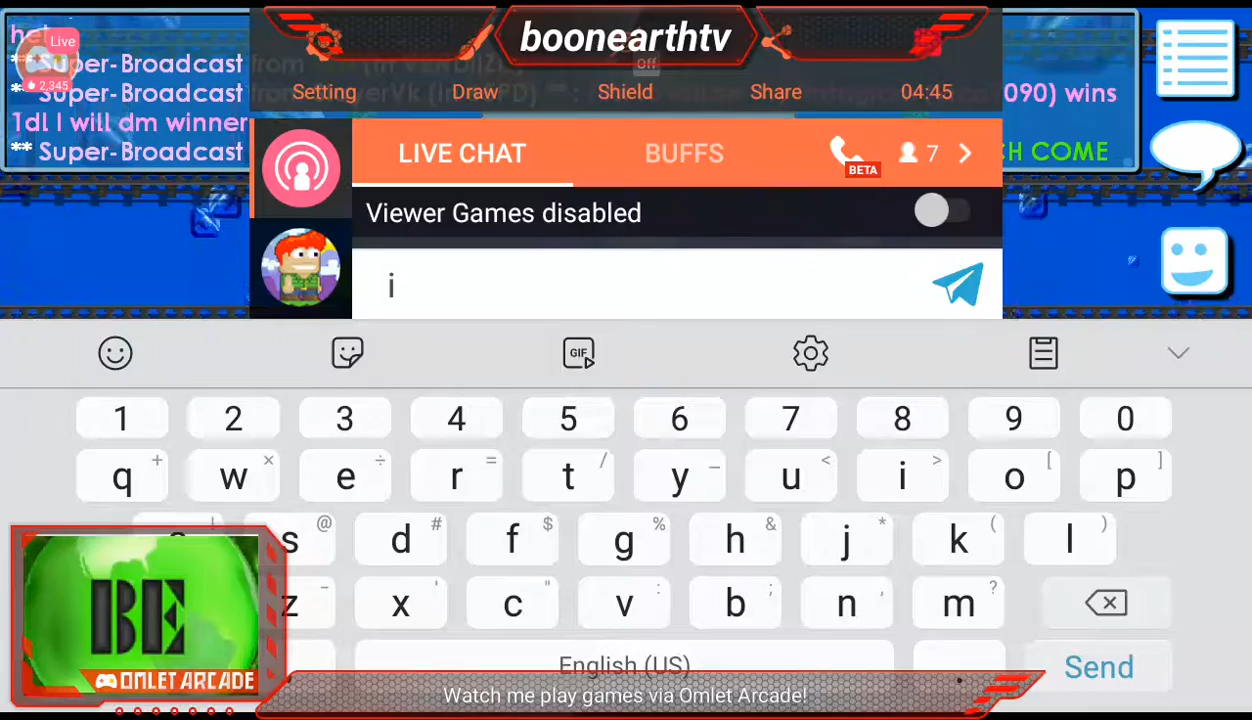 Live
2,345
** Super-Broadcast
** Super-Broadcast
1dl I will dm winner
** Super-Broadcast
090) wins
CH COME
boonearthtv
Off
Setting
Draw
Shield
Share
04:45
LIVE CHAT
BUFFS
BETA
7
Viewer Games disabled
i
GIF
1 2 3 4 5 6 7 8 9 0
q + w × e ÷ r = t / y _ u < i > o [ p ]
s @ d # f $ g % h & j * k ( l )
z - x ' c " v : b ; n , m ?
English (US)
.
Send
BE
OMLET ARCADE
Watch me play games via Omlet Arcade!